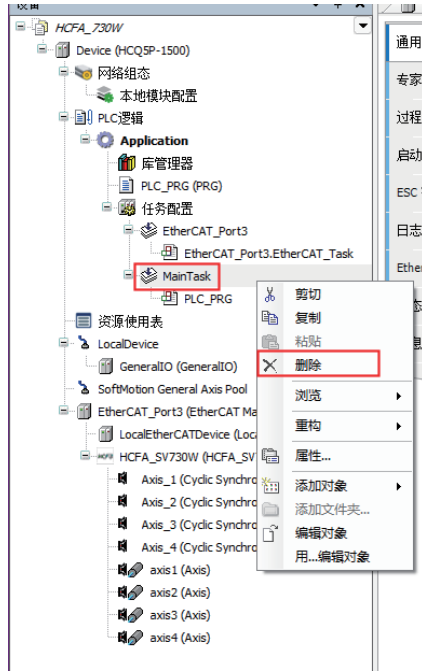 设备
HCFA_730W
Device (HCQ5P-1500)
网络组态
本地模块配置
PLC逻辑
Application
库管理器
PLC_PRG (PRG)
任务配置
EtherCAT_Port3
EtherCAT_Port3.EtherCAT_Task
MainTask
PLC_PRG
资源使用表
LocalDevice
GeneralIO (GeneralIO)
SoftMotion General Axis Pool
EtherCAT_Port3 (EtherCAT Ma
LocalEtherCATDevice (Loca
HCFA_SV730W (HCFA_SV
Axis_1 (Cyclic Synchro
Axis_2 (Cyclic Synchro
Axis_3 (Cyclic Synchro
Axis_4 (Cyclic Synchro
axis1 (Axis)
axis2 (Axis)
axis3 (Axis)
axis4 (Axis)
剪切
复制
粘贴
删除
浏览
重构
属性...
添加对象
添加文件夹...
编辑对象
用...编辑对象
通用
专家
过程
启动
ESC
日志
Ether